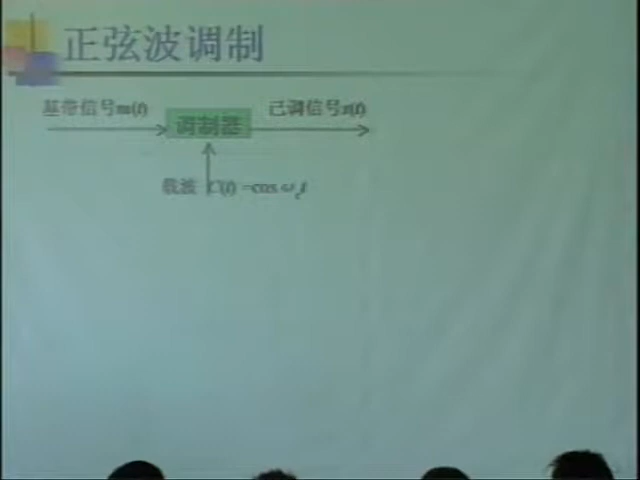 正弦波调制
基带信号m(t) 调制器 已调信号s(t)
载波 C(t) =cos ω_c t